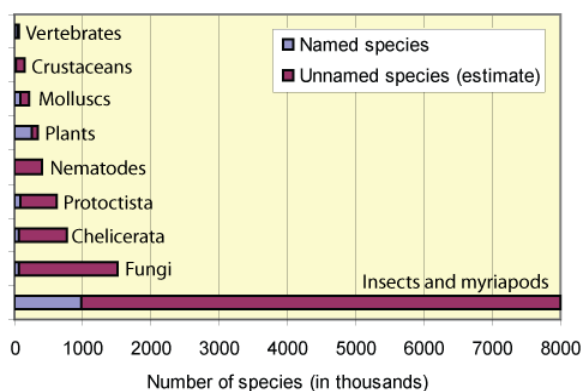 Vertebrates
Named species
Unnamed species (estimate)
Crustaceans
Molluscs
Plants
Nematodes
Protoctista
Chelicerata
Fungi
Insects and myriapods
0 1000 2000 3000 4000 5000 6000 7000 8000
Number of species (in thousands)